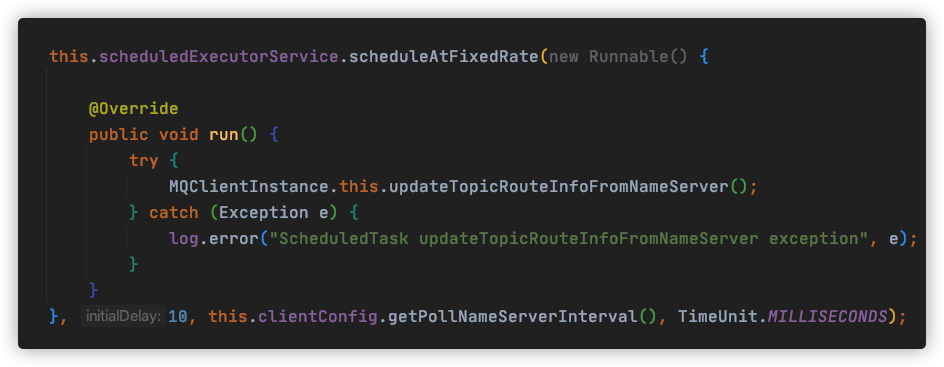 this.scheduledExecutorService.scheduleAtFixedRate(new Runnable() {
@Override
public void run() {
try {
MQClientInstance.this.updateTopicRouteInfoFromNameServer();
} catch (Exception e) {
log.error("ScheduledTask updateTopicRouteInfoFromNameServer exception", e);
}
}
}, initialDelay: 10, this.clientConfig.getPollNameServerInterval(), TimeUnit.MILLISECONDS);